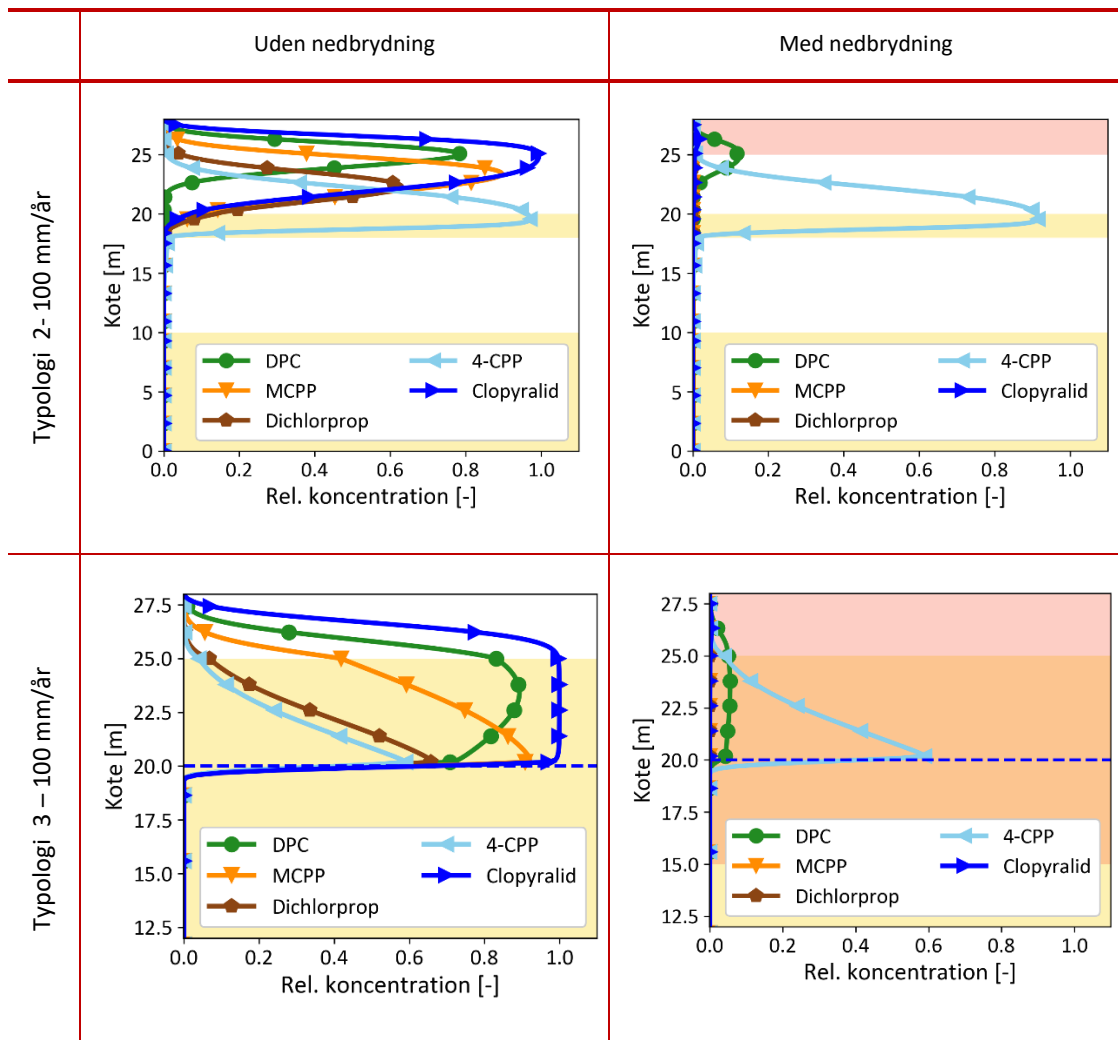 Uden nedbrydning
Med nedbrydning
Typologi 2- 100 mm/år
Kote [m]
25
20
15
10
5
0
0.0 0.2 0.4 0.6 0.8 1.0
Rel. koncentration [-]
DPC
MCPP
Dichlorprop
4-CPP
Clopyralid
Kote [m]
25
20
15
10
5
0
0.0 0.2 0.4 0.6 0.8 1.0
Rel. koncentration [-]
DPC
MCPP
Dichlorprop
4-CPP
Clopyralid
Typologi 3 – 100 mm/år
Kote [m]
27.5
25.0
22.5
20.0
17.5
15.0
12.5
0.0 0.2 0.4 0.6 0.8 1.0
Rel. koncentration [-]
DPC
MCPP
Dichlorprop
4-CPP
Clopyralid
Kote [m]
27.5
25.0
22.5
20.0
17.5
15.0
12.5
0.0 0.2 0.4 0.6 0.8 1.0
Rel. koncentration [-]
DPC
MCPP
Dichlorprop
4-CPP
Clopyralid